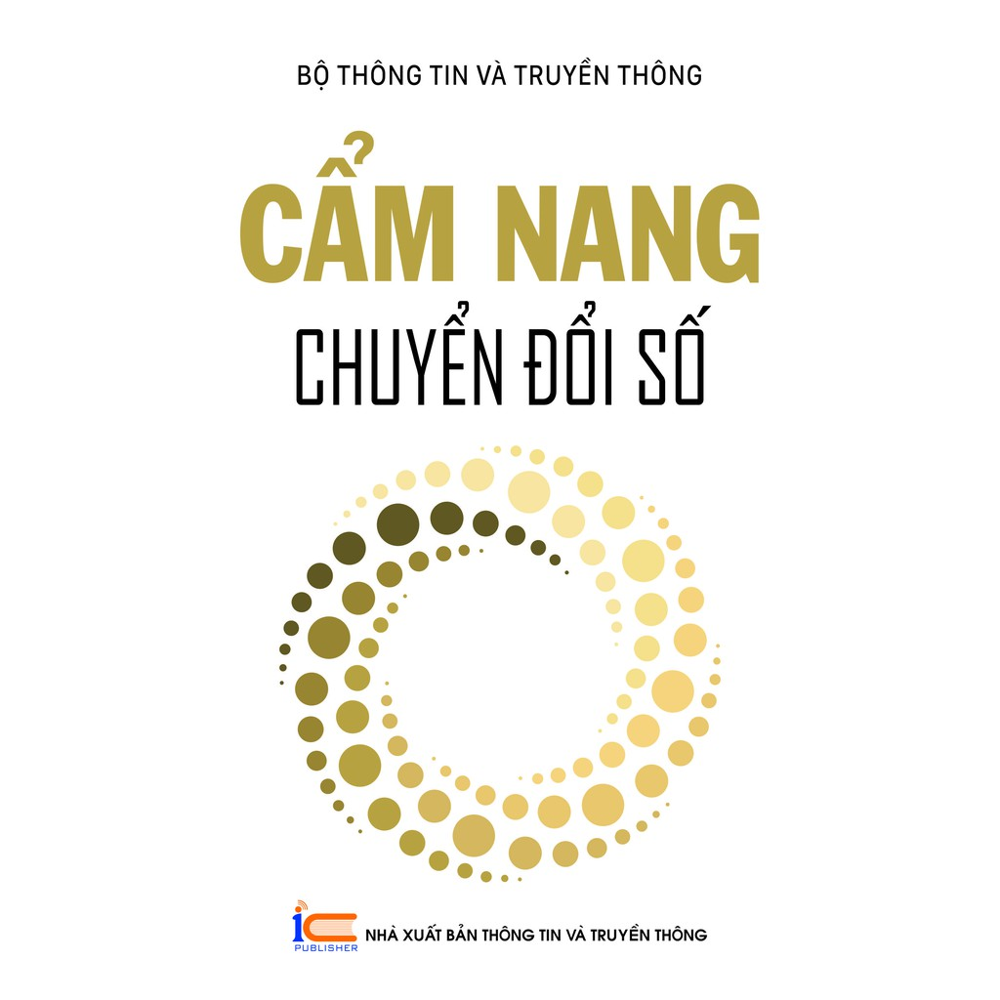 BỘ THÔNG TIN VÀ TRUYỀN THÔNG
CẨM NANG
CHUYỂN ĐỔI SỐ
iC
PUBLISHER
NHÀ XUẤT BẢN THÔNG TIN VÀ TRUYỀN THÔNG